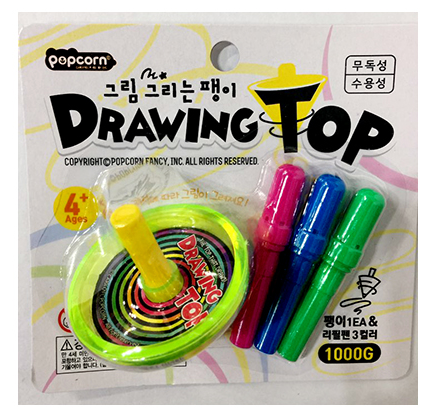 popcorn
무독성
수용성
그림 그리는 팽이
DRAWING TOP
COPYRIGHT© POPCORN FANCY, INC. ALL RIGHTS RESERVED.
4+
Ages
DRAWING
TOP
팽이1EA &
리필펜 3컬러
1000G